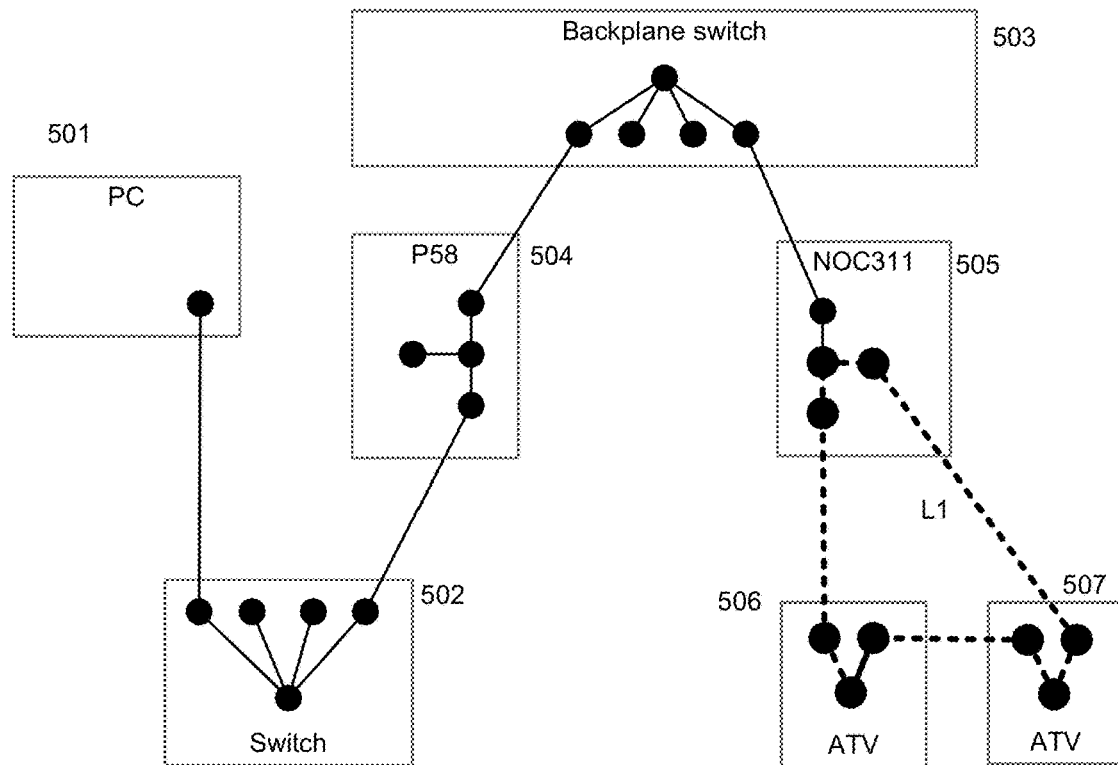 Backplane switch
503
501
PC
P58
504
NOC311
505
L1
502
506
507
Switch
ATV
ATV